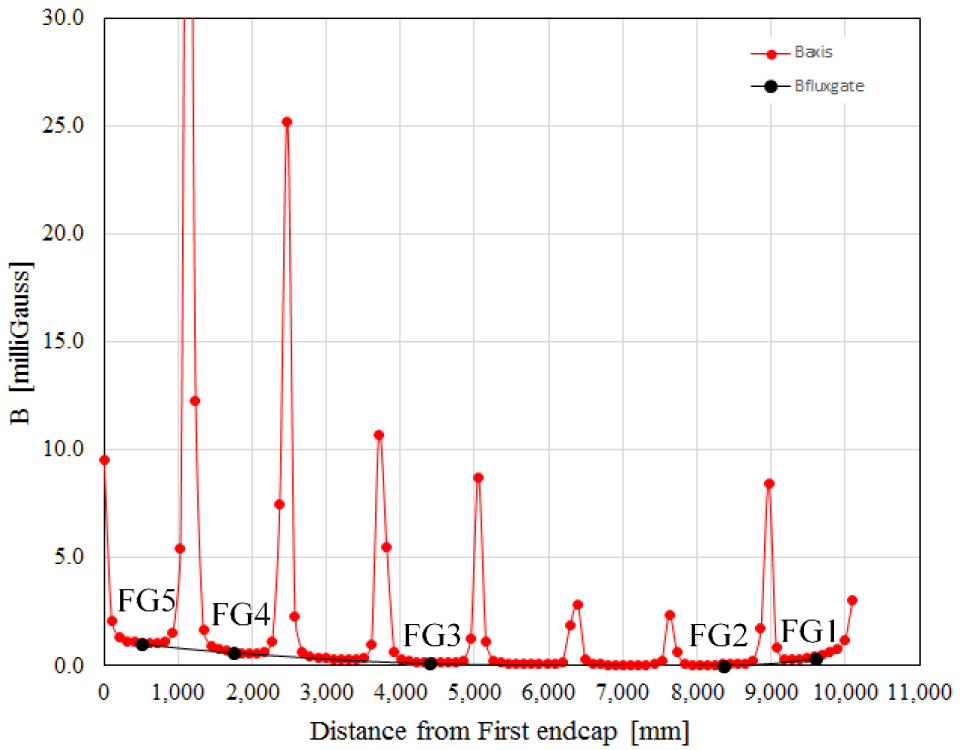 30.0
25.0
20.0
15.0
10.0
5.0
0.0
B [milliGauss]
Baxis
Bfluxgate
FG5
FG4
FG3
FG2
FG1
0 1,000 2,000 3,000 4,000 5,000 6,000 7,000 8,000 9,000 10,000 11,000
Distance from First endcap [mm]